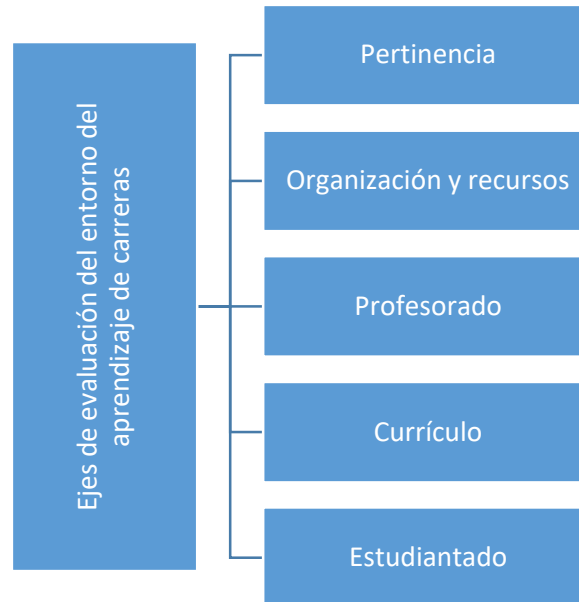 Ejes de evaluación del entorno del
aprendizaje de carreras
Pertinencia
Organización y recursos
Profesorado
Currículo
Estudiantado